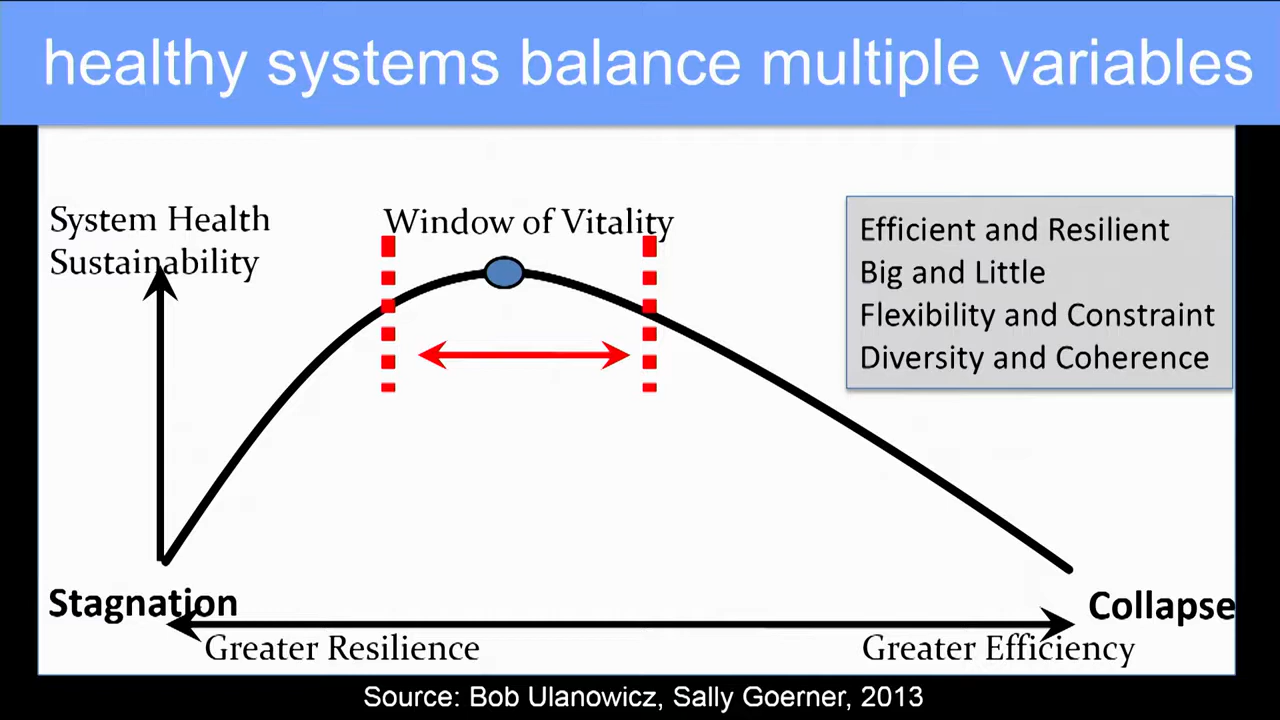 healthy systems balance multiple variables
System Health
Sustainability
Window of Vitality
Efficient and Resilient
Big and Little
Flexibility and Constraint
Diversity and Coherence
Stagnation
Collapse
Greater Resilience
Greater Efficiency
Source: Bob Ulanowicz, Sally Goerner, 2013